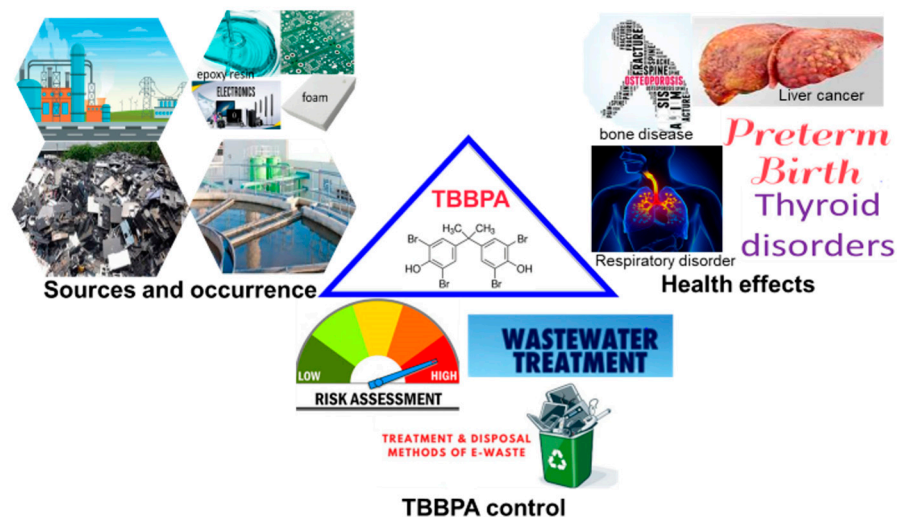 epoxy resin
ELECTRONICS
foam
Sources and occurrence
TBBPA
H₃C
CH₃
Br
Br
HO
OH
Br
Br
FRACTURE
SPINE
OSTEOPOROSIS
bone disease
Liver cancer
Preterm
Birth
Thyroid
disorders
Respiratory disorder
Health effects
LOW
HIGH
RISK ASSESSMENT
WASTEWATER
TREATMENT
TREATMENT & DISPOSAL
METHODS OF E-WASTE
TBBPA control